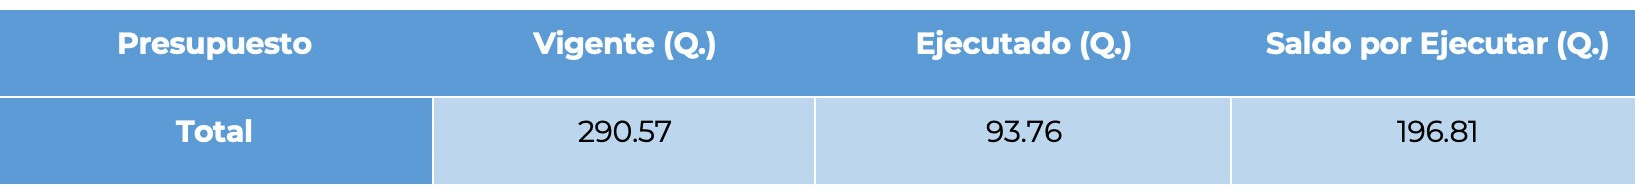 Presupuesto Vigente (Q.) Ejecutado (Q.) Saldo por Ejecutar (Q.)
Total 290.57 93.76 196.81